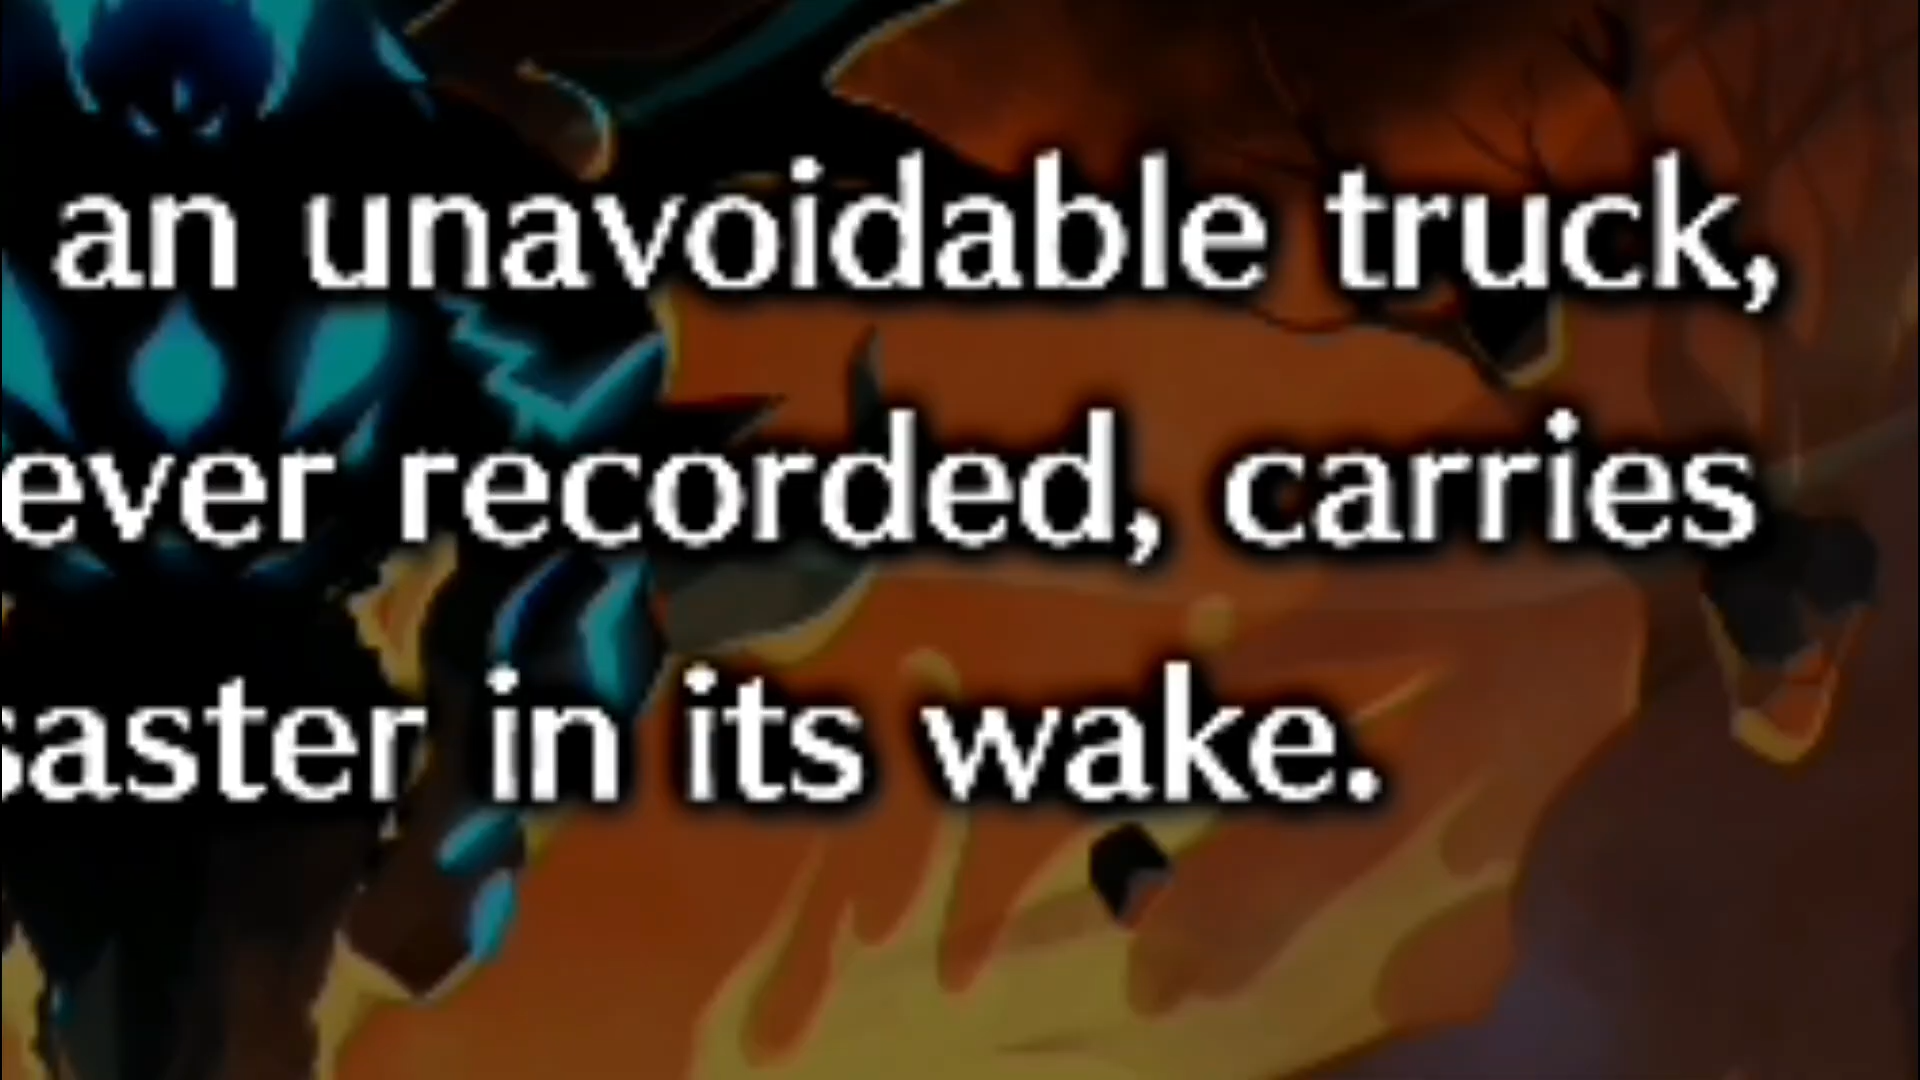 an unavoidable truck,
ever recorded, carries
saster in its wake.